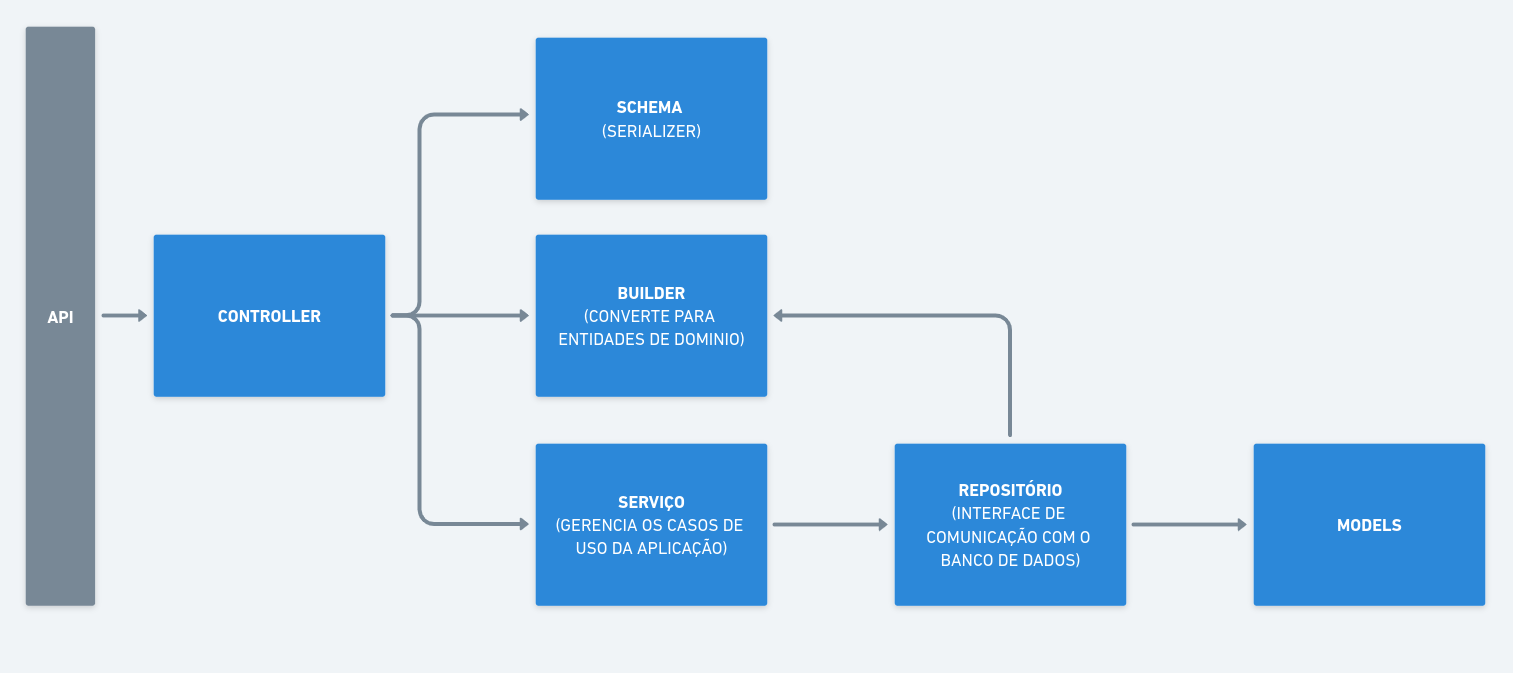 API
CONTROLLER
SCHEMA
(SERIALIZER)
BUILDER
(CONVERTE PARA
ENTIDADES DE DOMINIO)
SERVIÇO
(GERENCIA OS CASOS DE
USO DA APLICAÇÃO)
REPOSITÓRIO
(INTERFACE DE
COMUNICAÇÃO COM O
BANCO DE DADOS)
MODELS